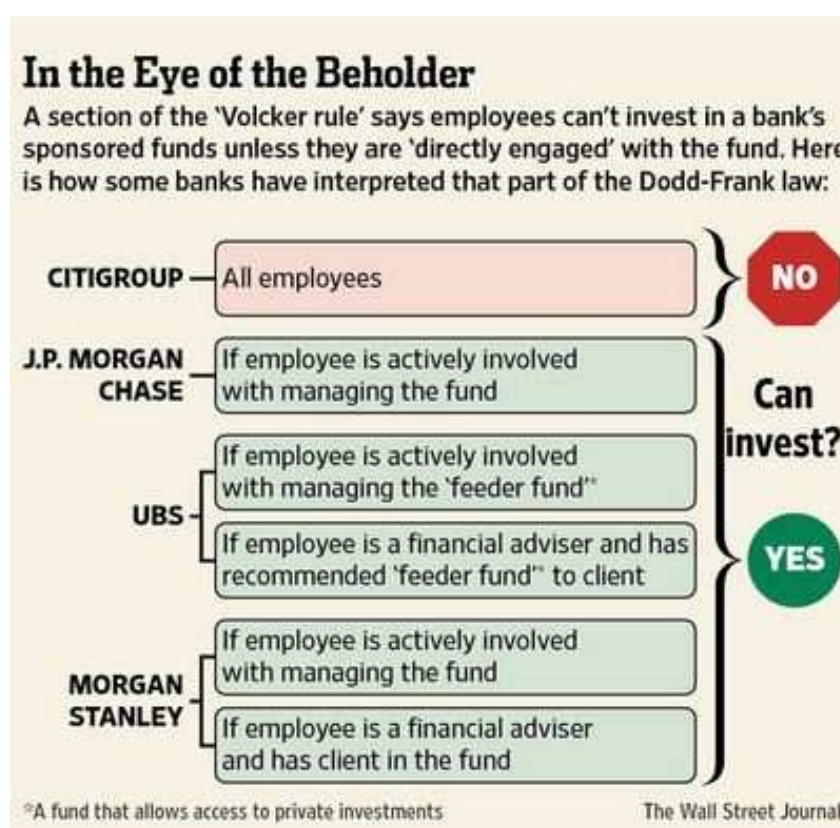 In the Eye of the Beholder
A section of the ‘Volcker rule’ says employees can’t invest in a bank’s
sponsored funds unless they are ‘directly engaged’ with the fund. Here
is how some banks have interpreted that part of the Dodd-Frank law:
CITIGROUP
All employees
NO
J.P. MORGAN
CHASE
If employee is actively involved
with managing the fund
Can
invest?
UBS
If employee is actively involved
with managing the ‘feeder fund’*
If employee is a financial adviser and has
recommended ‘feeder fund’* to client
YES
MORGAN
STANLEY
If employee is actively involved
with managing the fund
If employee is a financial adviser
and has client in the fund
*A fund that allows access to private investments
The Wall Street Journal